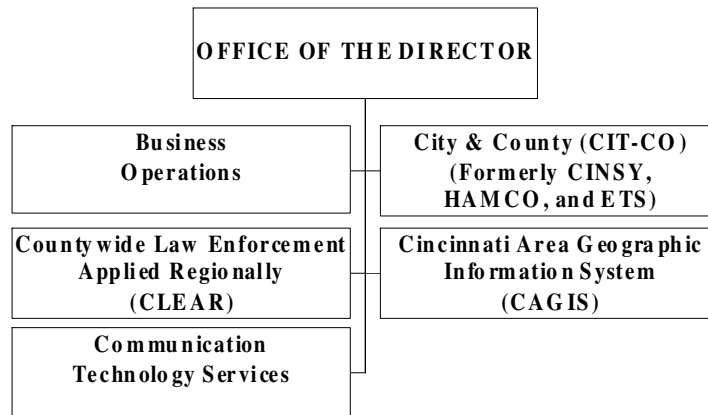 OFFICE OF THE DIRECTOR
Business
Operations
City & County (CIT-CO)
(Formerly CINSY,
HAMCO, and ETS)
Countywide Law Enforcement
Applied Regionally
(CLEAR)
Cincinnati Area Geographic
Information System
(CAGIS)
Communication
Technology Services